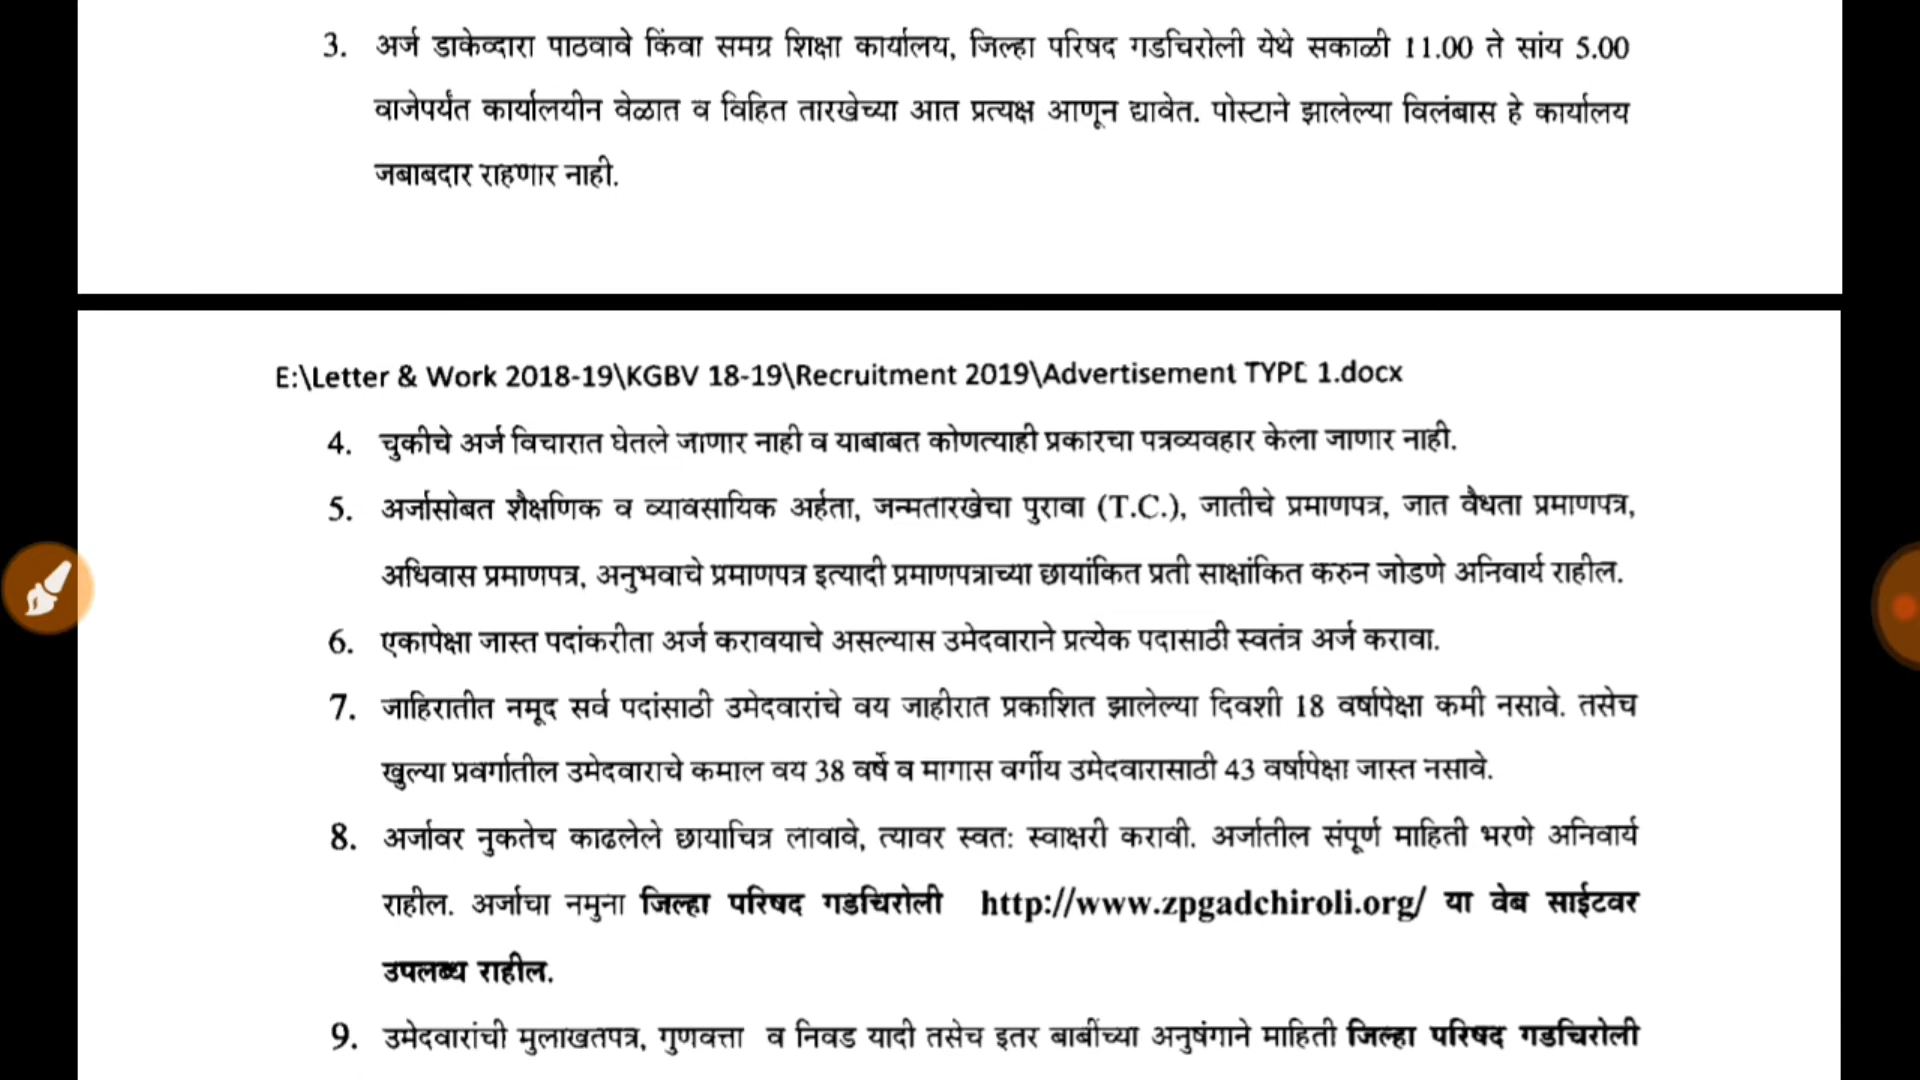 3. अर्ज डाकेव्दारा पाठवावे किंवा समग्र शिक्षा कार्यालय, जिल्हा परिषद गडचिरोली येथे सकाळी 11.00 ते सांय 5.00
वाजेपर्यंत कार्यालयीन वेळात व विहित तारखेच्या आत प्रत्यक्ष आणून द्यावेत. पोस्टाने झालेल्या विलंबास हे कार्यालय
जबाबदार राहणार नाही.
E:\Letter & Work 2018-19\KGBV 18-19\Recruitment 2019\Advertisement TYPE 1.docx
4. चुकीचे अर्ज विचारात घेतले जाणार नाही व याबाबत कोणत्याही प्रकारचा पत्रव्यवहार केला जाणार नाही.
5. अर्जासोबत शैक्षणिक व व्यावसायिक अर्हता, जन्मतारखेचा पुरावा (T.C.), जातीचे प्रमाणपत्र, जात वैधता प्रमाणपत्र,
अधिवास प्रमाणपत्र, अनुभवाचे प्रमाणपत्र इत्यादी प्रमाणपत्राच्या छायांकित प्रती साक्षांकित करुन जोडणे अनिवार्य राहील.
6. एकापेक्षा जास्त पदांकरीता अर्ज करावयाचे असल्यास उमेदवाराने प्रत्येक पदासाठी स्वतंत्र अर्ज करावा.
7. जाहिरातीत नमूद सर्व पदांसाठी उमेदवारांचे वय जाहीरात प्रकाशित झालेल्या दिवशी 18 वर्षापेक्षा कमी नसावे. तसेच
खुल्या प्रवर्गातील उमेदवाराचे कमाल वय 38 वर्षे व मागास वर्गीय उमेदवारासाठी 43 वर्षापेक्षा जास्त नसावे.
8. अर्जावर नुकतेच काढलेले छायाचित्र लावावे, त्यावर स्वत: स्वाक्षरी करावी. अर्जातील संपूर्ण माहिती भरणे अनिवार्य
राहील. अर्जाचा नमुना जिल्हा परिषद गडचिरोली http://www.zpgadchiroli.org/ या वेब साईटवर
उपलब्ध राहील.
9. उमेदवारांची मुलाखतपत्र, गुणवत्ता व निवड यादी तसेच इतर बाबींच्या अनुषंगाने माहिती जिल्हा परिषद गडचिरोली